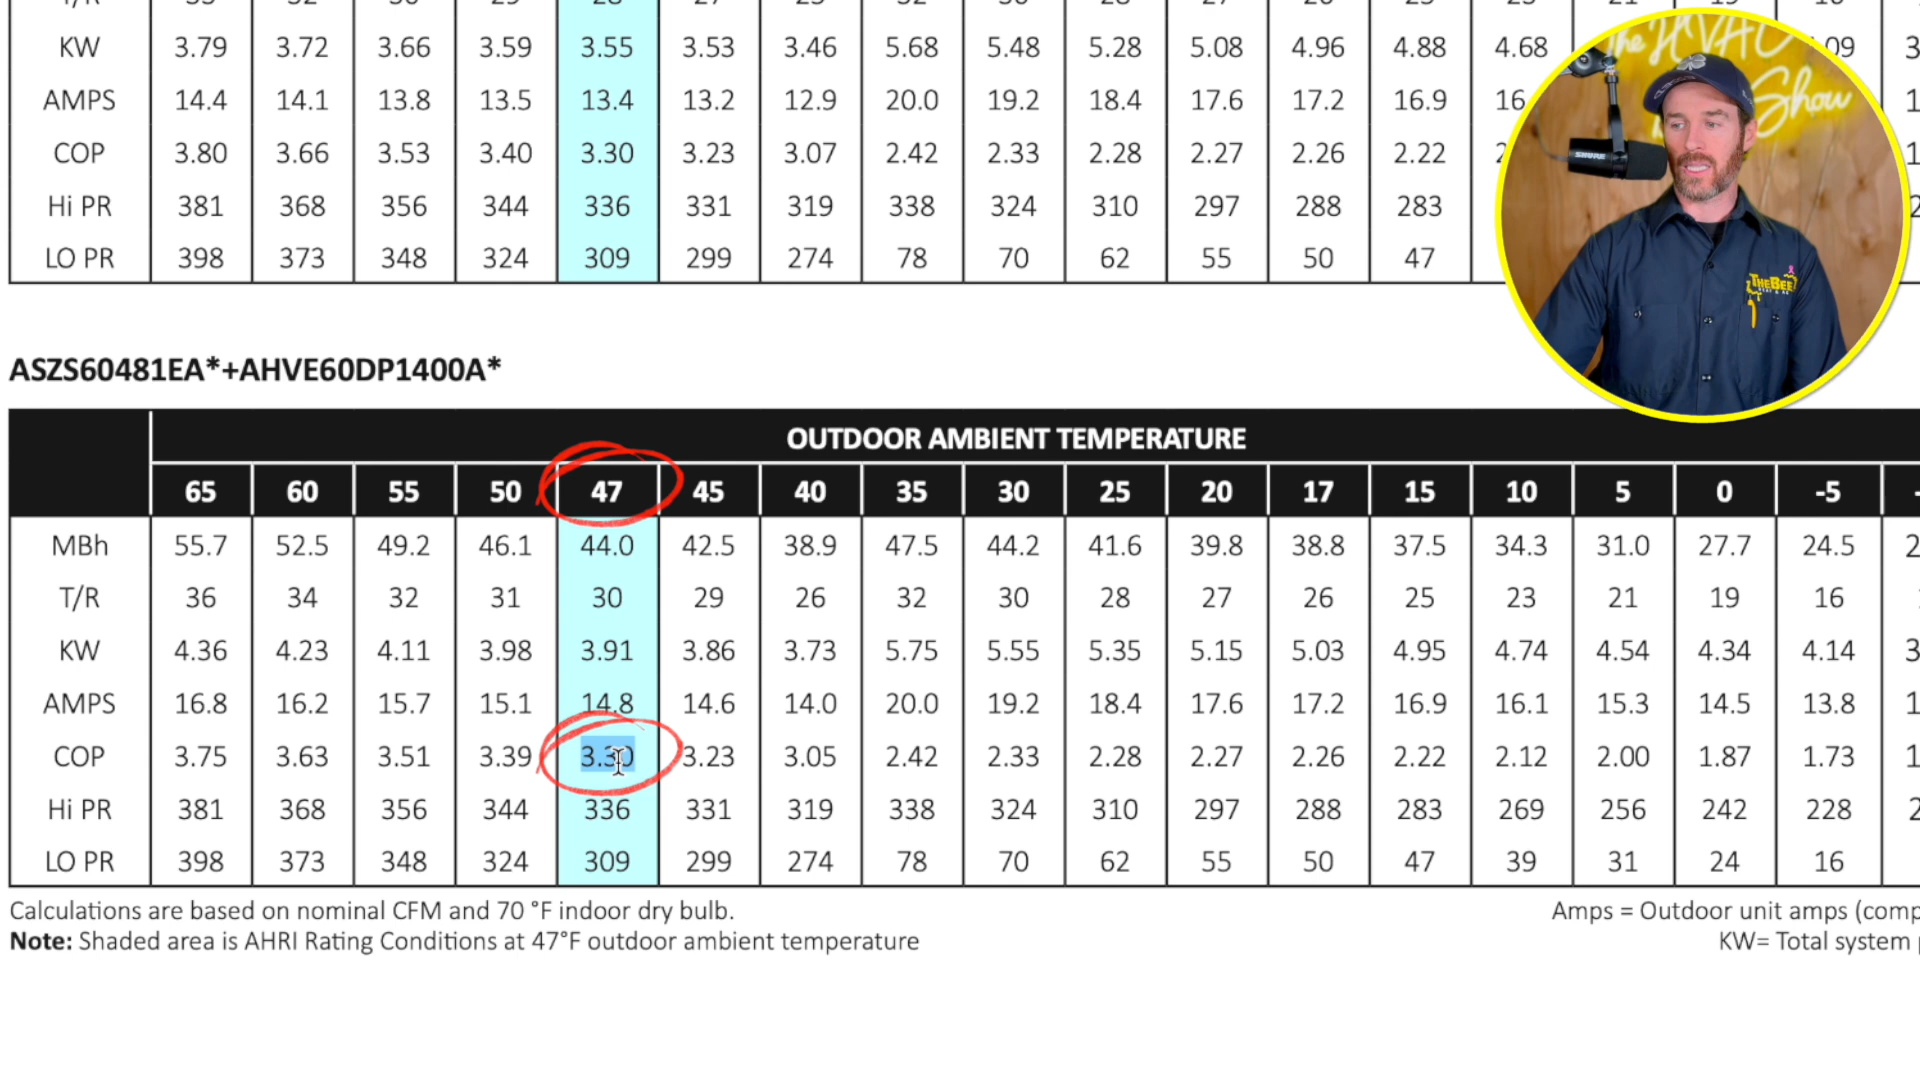 KW 3.79 3.72 3.66 3.59 3.55 3.53 3.46 5.68 5.48 5.28 5.08 4.96 4.88 4.68
AMPS 14.4 14.1 13.8 13.5 13.4 13.2 12.9 20.0 19.2 18.4 17.6 17.2 16.9
COP 3.80 3.66 3.53 3.40 3.30 3.23 3.07 2.42 2.33 2.28 2.27 2.26 2.22
Hi PR 381 368 356 344 336 331 319 338 324 310 297 288 283
LO PR 398 373 348 324 309 299 274 78 70 62 55 50 47
The HVAC
Show
SHURE
THE BEE
ASZS60481EA*+AHVE60DP1400A*
OUTDOOR AMBIENT TEMPERATURE
65 60 55 50 47 45 40 35 30 25 20 17 15 10 5 0 -5
MBh 55.7 52.5 49.2 46.1 44.0 42.5 38.9 47.5 44.2 41.6 39.8 38.8 37.5 34.3 31.0 27.7 24.5
T/R 36 34 32 31 30 29 26 32 30 28 27 26 25 23 21 19 16
KW 4.36 4.23 4.11 3.98 3.91 3.86 3.73 5.75 5.55 5.35 5.15 5.03 4.95 4.74 4.54 4.34 4.14
AMPS 16.8 16.2 15.7 15.1 14.8 14.6 14.0 20.0 19.2 18.4 17.6 17.2 16.9 16.1 15.3 14.5 13.8
COP 3.75 3.63 3.51 3.39 3.30 3.23 3.05 2.42 2.33 2.28 2.27 2.26 2.22 2.12 2.00 1.87 1.73
Hi PR 381 368 356 344 336 331 319 338 324 310 297 288 283 269 256 242 228
LO PR 398 373 348 324 309 299 274 78 70 62 55 50 47 39 31 24 16
Calculations are based on nominal CFM and 70 °F indoor dry bulb.
Amps = Outdoor unit amps
Note: Shaded area is AHRI Rating Conditions at 47°F outdoor ambient temperature
KW= Total system